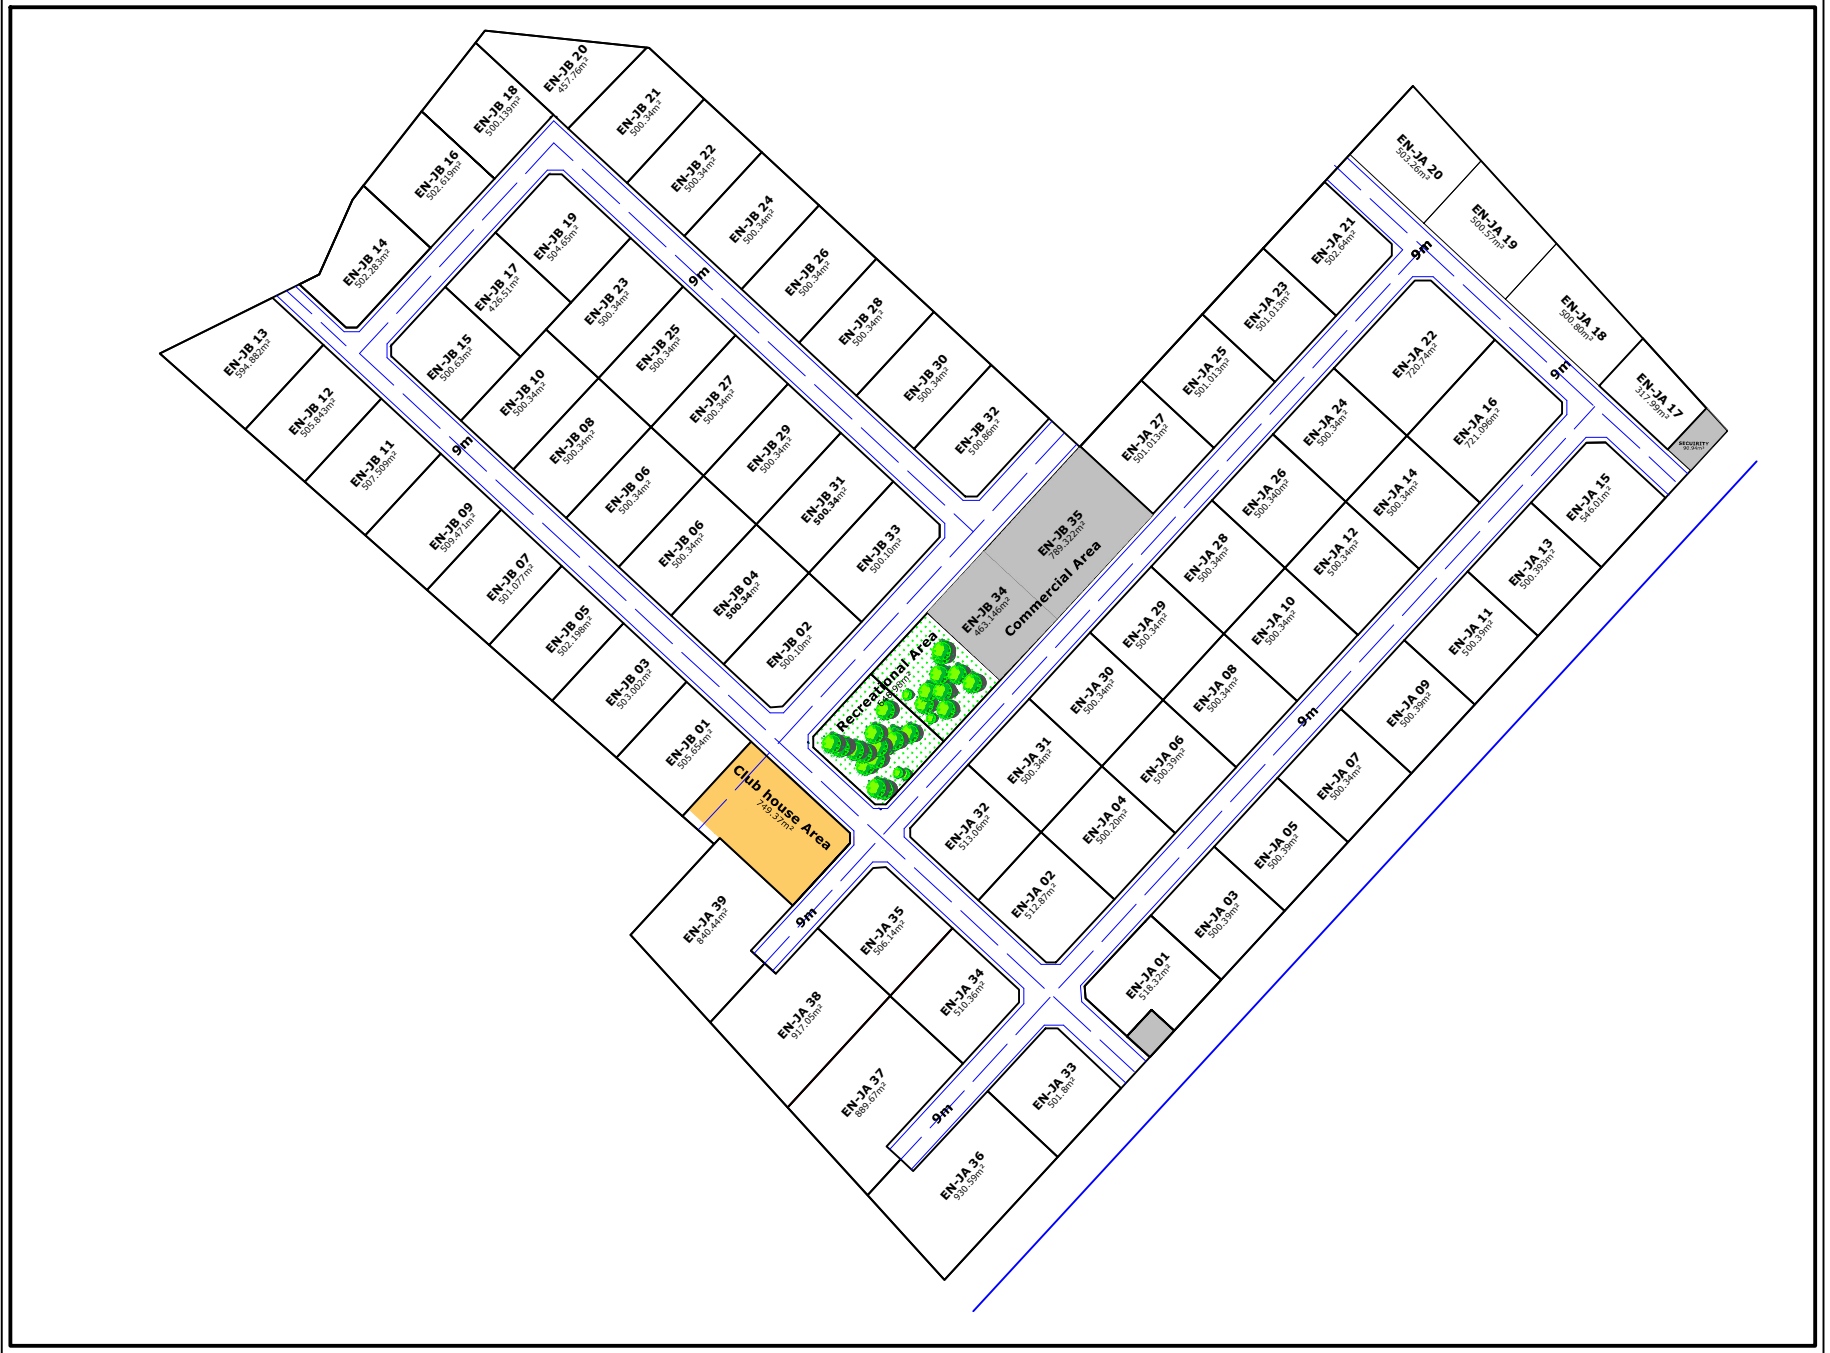 EN-JB 20
457.76m²
EN-JB 18
500.139m²
EN-JB 21
500.34m²
EN-JB 16
502.619m²
EN-JB 22
500.34m²
EN-JB 14
502.283m²
EN-JB 19
504.65m²
EN-JB 24
500.34m²
EN-JB 17
426.51m²
EN-JB 23
500.34m²
9m
EN-JB 26
500.34m²
EN-JB 13
594.882m²
EN-JB 15
500.63m²
EN-JB 25
500.34m²
EN-JB 28
500.34m²
EN-JB 12
505.843m²
EN-JB 10
500.34m²
EN-JB 27
500.34m²
EN-JB 30
500.34m²
EN-JB 11
507.509m²
9m
EN-JB 08
500.34m²
EN-JB 29
500.34m²
EN-JB 32
500.86m²
EN-JB 09
509.471m²
EN-JB 06
500.34m²
EN-JB 31
500.34m²
EN-JB 07
501.077m²
EN-JB 06
500.34m²
EN-JB 33
500.10m²
EN-JB 05
502.198m²
EN-JB 04
500.34m²
EN-JB 03
503.002m²
EN-JB 02
500.10m²
EN-JB 01
505.654m²
EN-JB 35
789.322m²
EN-JB 34
463.146m²
Commercial Area
Recreational Area
Club house Area
749.37m²
EN-JA 20
503.26m²
EN-JA 19
500.57m²
EN-JA 21
502.64m²
9m
EN-JA 18
500.80m²
EN-JA 23
501.013m²
EN-JA 22
720.74m²
9m
EN-JA 17
317.99m²
SECURITY
90.94m²
EN-JA 25
501.013m²
EN-JA 24
500.34m²
EN-JA 16
721.096m²
EN-JA 27
501.013m²
EN-JA 26
500.340m²
EN-JA 14
500.34m²
EN-JA 15
546.01m²
EN-JA 28
500.34m²
EN-JA 12
500.34m²
EN-JA 13
500.393m²
EN-JA 29
500.34m²
EN-JA 10
500.34m²
EN-JA 11
500.39m²
EN-JA 30
500.34m²
EN-JA 08
500.34m²
9m
EN-JA 09
500.39m²
EN-JA 31
500.34m²
EN-JA 06
500.39m²
EN-JA 07
500.34m²
EN-JA 32
513.06m²
EN-JA 04
500.20m²
EN-JA 05
500.39m²
EN-JA 02
512.87m²
EN-JA 03
500.39m²
EN-JA 39
840.44m²
9m
EN-JA 35
506.14m²
EN-JA 01
518.32m²
EN-JA 38
917.05m²
EN-JA 34
510.36m²
EN-JA 37
889.67m²
9m
EN-JA 33
501.8m²
EN-JA 36
930.59m²